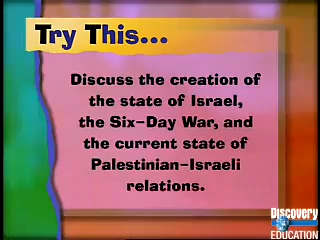 Try This...
Discuss the creation of
the state of Israel,
the Six-Day War, and
the current state of
Palestinian-Israeli
relations.
Discovery
EDUCATION